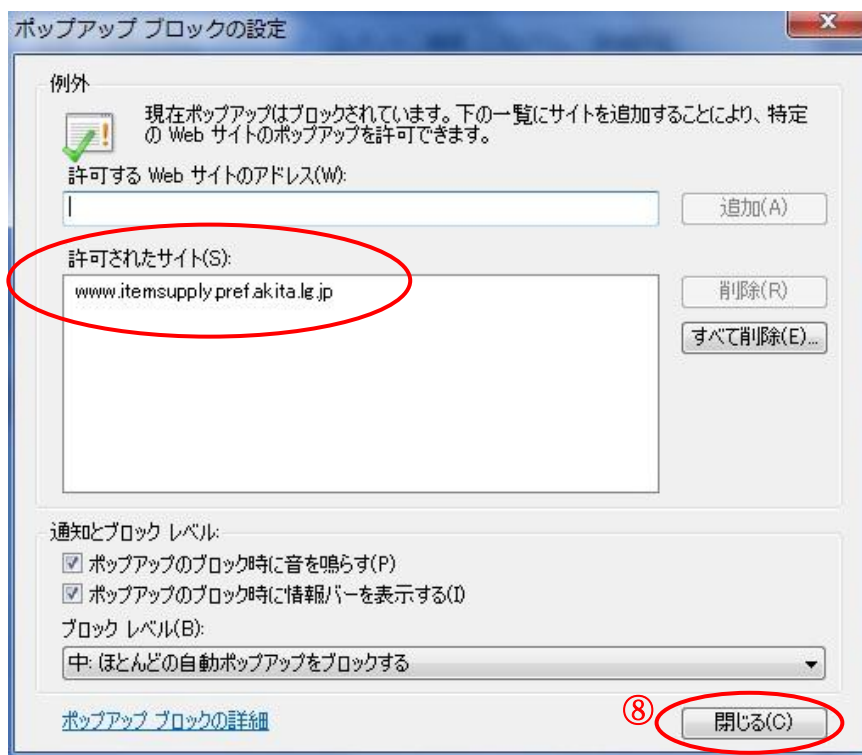 ポップアップ ブロックの設定
例外
現在ポップアップはブロックされています。下の一覧にサイトを追加することにより、特定
の Web サイトのポップアップを許可できます。
許可する Web サイトのアドレス(W):
追加(A)
許可されたサイト(S):
www.itemsupply.pref.akita.lg.jp
削除(R)
すべて削除(E)...
通知とブロック レベル:
ポップアップのブロック時に音を鳴らす(P)
ポップアップのブロック時に情報バーを表示する(I)
ブロック レベル(B):
中: ほとんどの自動ポップアップをブロックする
ポップアップ ブロックの詳細
⑧
閉じる(C)